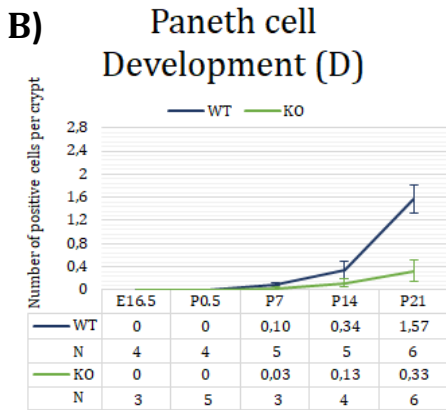 B)
Paneth cell
Development (D)
WT KO
Number of positive cells per crypt
2,8
2,4
2
1,6
1,2
0,8
0,4
0
E16.5 P0.5 P7 P14 P21
WT 0 0 0,10 0,34 1,57
N 4 4 5 5 6
KO 0 0 0,03 0,13 0,33
N 3 5 3 4 6